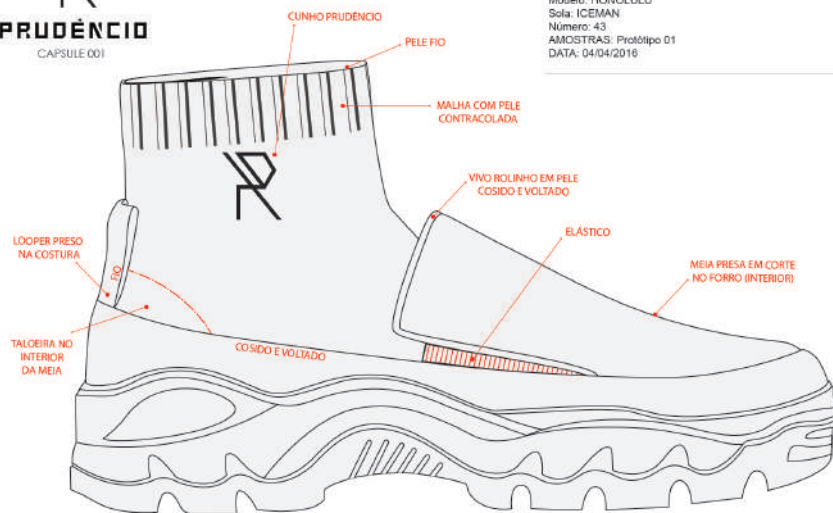 PRUDÊNCIO
CAPSULE 001
Modelo: HONOLULU
Sola: ICEMAN
Número: 43
AMOSTRAS: Protótipo 01
DATA: 04/04/2016
CUNHO PRUDÊNCIO
PELE FIO
MALHA COM PELE
CONTRACOLADA
VIVO ROLINHO EM PELE
COSIDO E VOLTADO
ELÁSTICO
LOOPER PRESO
NA COSTURA
FIO
MEIA PRESA EM CORTE
NO FORRO (INTERIOR)
TALOEIRA NO
INTERIOR
DA MEIA
COSIDO E VOLTADO